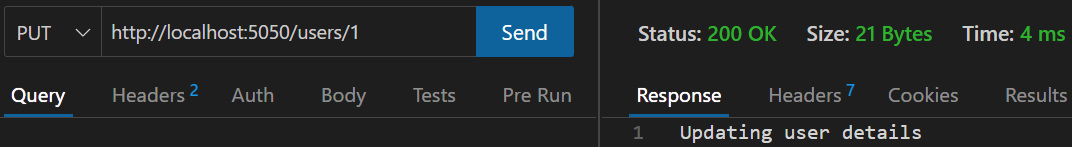 PUT http://localhost:5050/users/1 Send
Query Headers 2 Auth Body Tests Pre Run
Status: 200 OK Size: 21 Bytes Time: 4 ms
Response Headers 7 Cookies Results
1 Updating user details